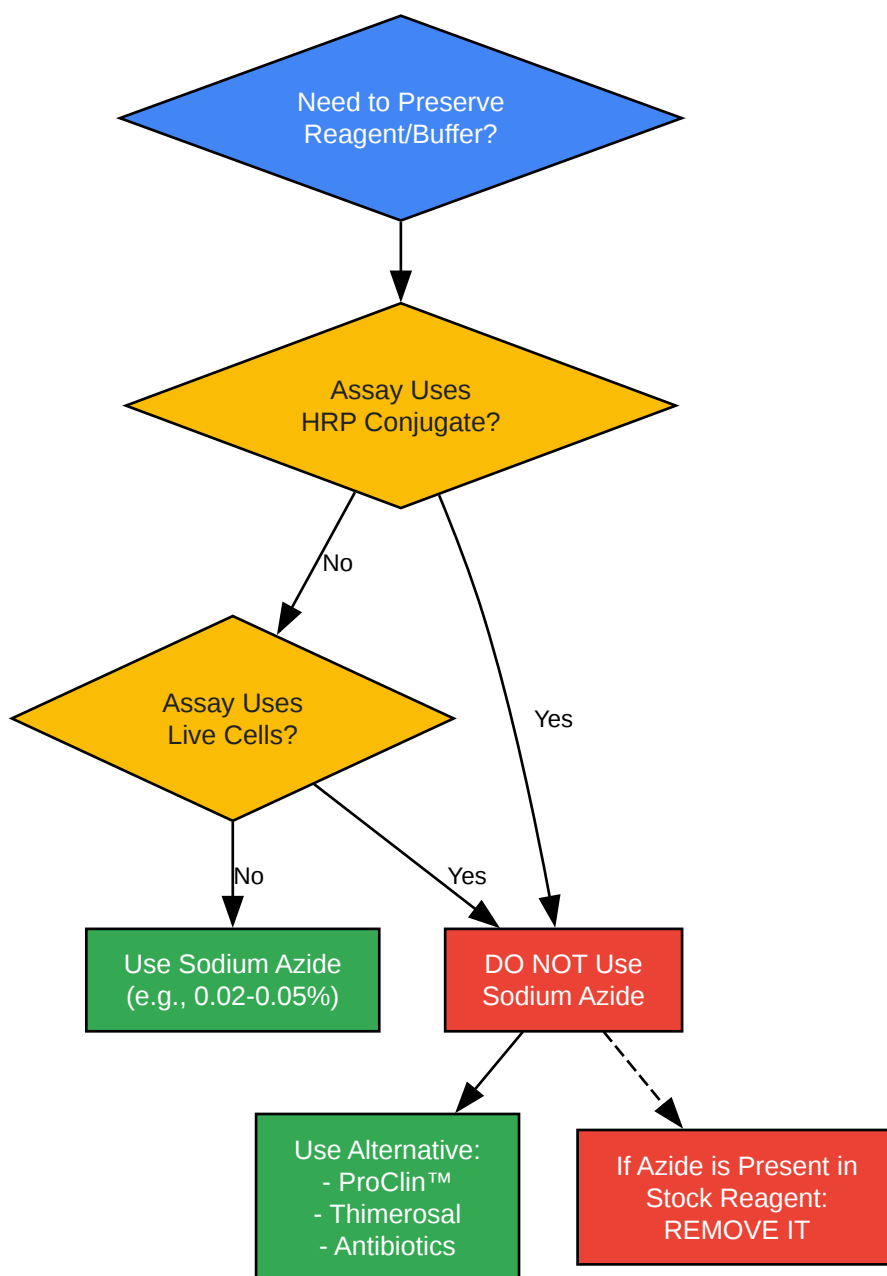 Need to Preserve
Reagent/Buffer?
Assay Uses
HRP Conjugate?
No
Assay Uses
Live Cells?
Yes
No
Yes
Use Sodium Azide
(e.g., 0.02-0.05%)
DO NOT Use
Sodium Azide
Use Alternative:
- ProClin™
- Thimerosal
- Antibiotics
If Azide is Present in
Stock Reagent:
REMOVE IT